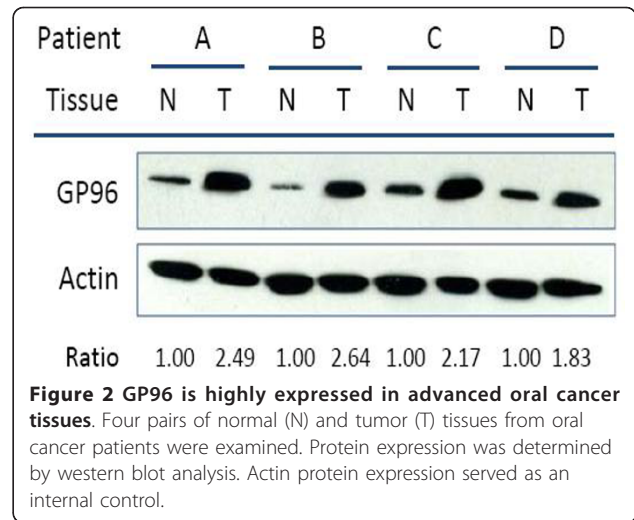 Patient A B C D
Tissue N T N T N T N T
GP96
Actin
Ratio 1.00 2.49 1.00 2.64 1.00 2.17 1.00 1.83
Figure 2 GP96 is highly expressed in advanced oral cancer
tissues. Four pairs of normal (N) and tumor (T) tissues from oral
cancer patients were examined. Protein expression was determined
by western blot analysis. Actin protein expression served as an
internal control.